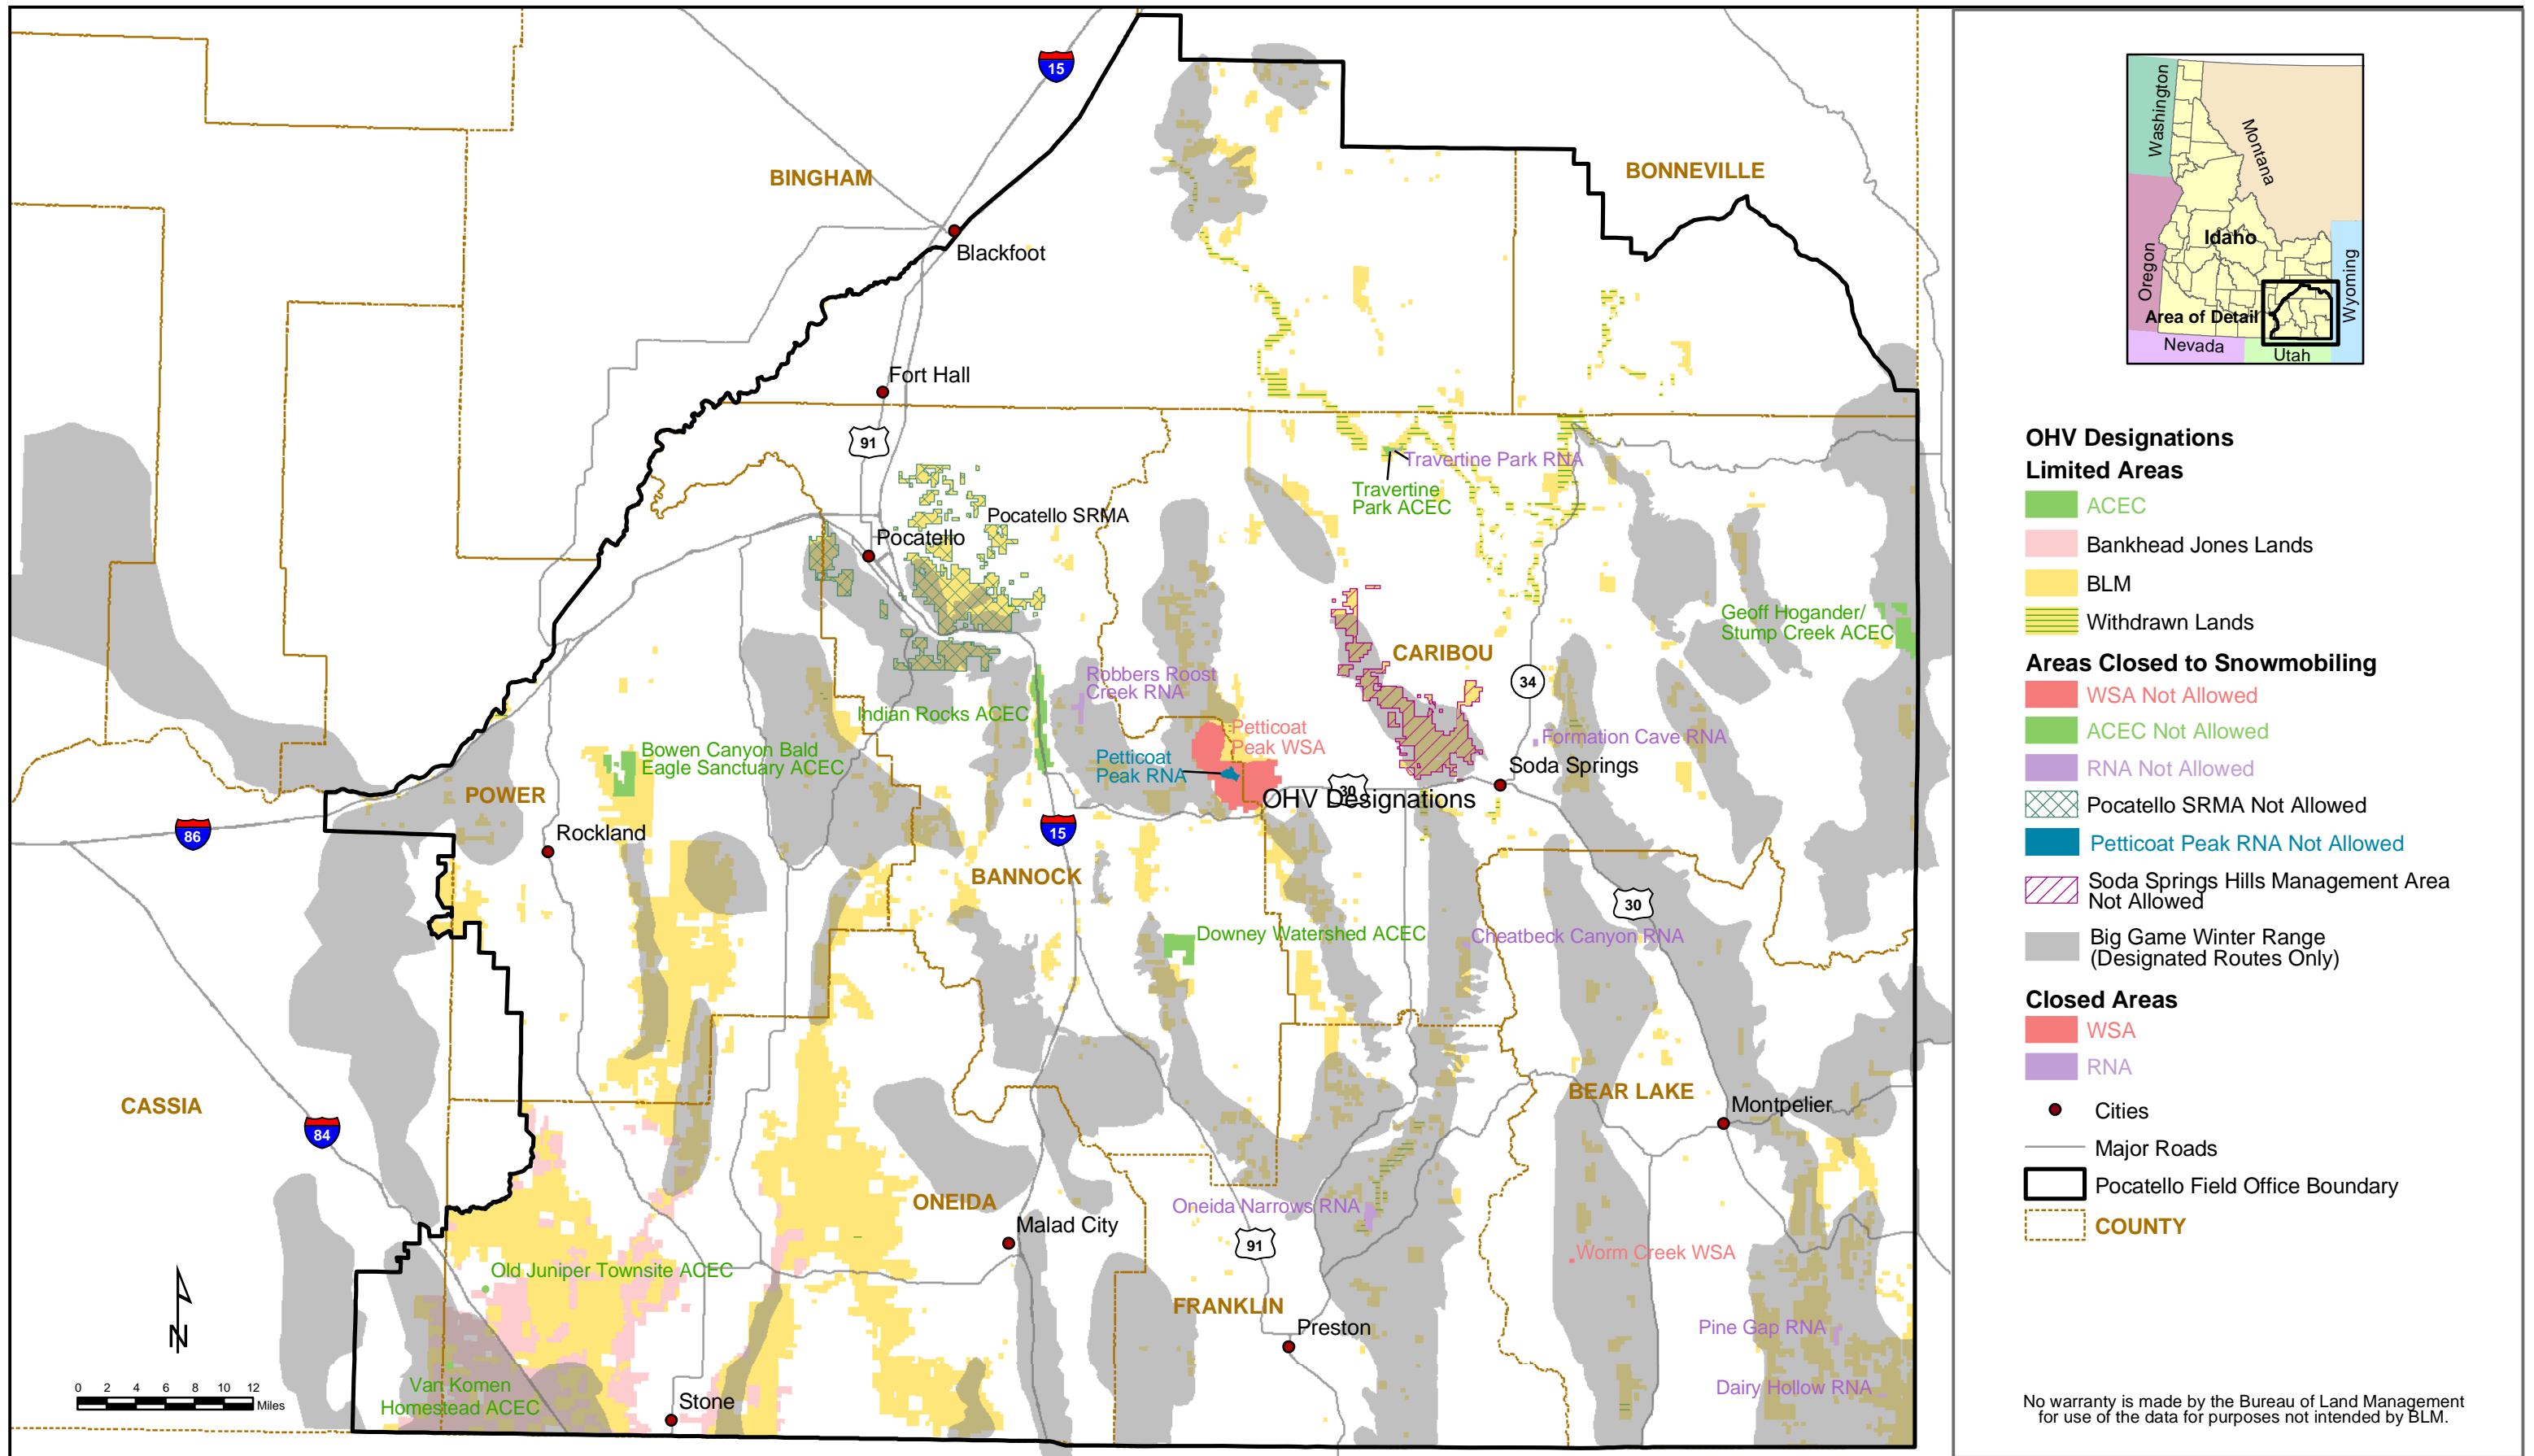 15
BINGHAM
BONNEVILLE
Blackfoot
Fort Hall
91
Travertine Park RNA
Travertine
Park ACEC
Pocatello SRMA
Pocatello
Geoff Hogander/
Stump Creek ACEC
CARIBOU
34
Robbers Roost
Creek RNA
Indian Rocks ACEC
Petticoat
Peak WSA
Formation Cave RNA
Bowen Canyon Bald
Eagle Sanctuary ACEC
Petticoat
Peak RNA
Soda Springs
POWER
30
OHV Designations
86
Rockland
15
BANNOCK
30
Downey Watershed ACEC
Cheatbeck Canyon RNA
CASSIA
84
BEAR LAKE
Montpelier
ONEIDA
Oneida Narrows RNA
Malad City
91
Worm Creek WSA
Old Juniper Townsite ACEC
FRANKLIN
Preston
Pine Gap RNA
Van Komen
Homestead ACEC
Dairy Hollow RNA
Stone
N
0 2 4 6 8 10 12
Miles
Washington
Montana
Oregon
Idaho
Wyoming
Area of Detail
Nevada
Utah
OHV Designations
Limited Areas
ACEC
Bankhead Jones Lands
BLM
Withdrawn Lands
Areas Closed to Snowmobiling
WSA Not Allowed
ACEC Not Allowed
RNA Not Allowed
Pocatello SRMA Not Allowed
Petticoat Peak RNA Not Allowed
Soda Springs Hills Management Area
Not Allowed
Big Game Winter Range
(Designated Routes Only)
Closed Areas
WSA
RNA
Cities
Major Roads
Pocatello Field Office Boundary
COUNTY
No warranty is made by the Bureau of Land Management
for use of the data for purposes not intended by BLM.